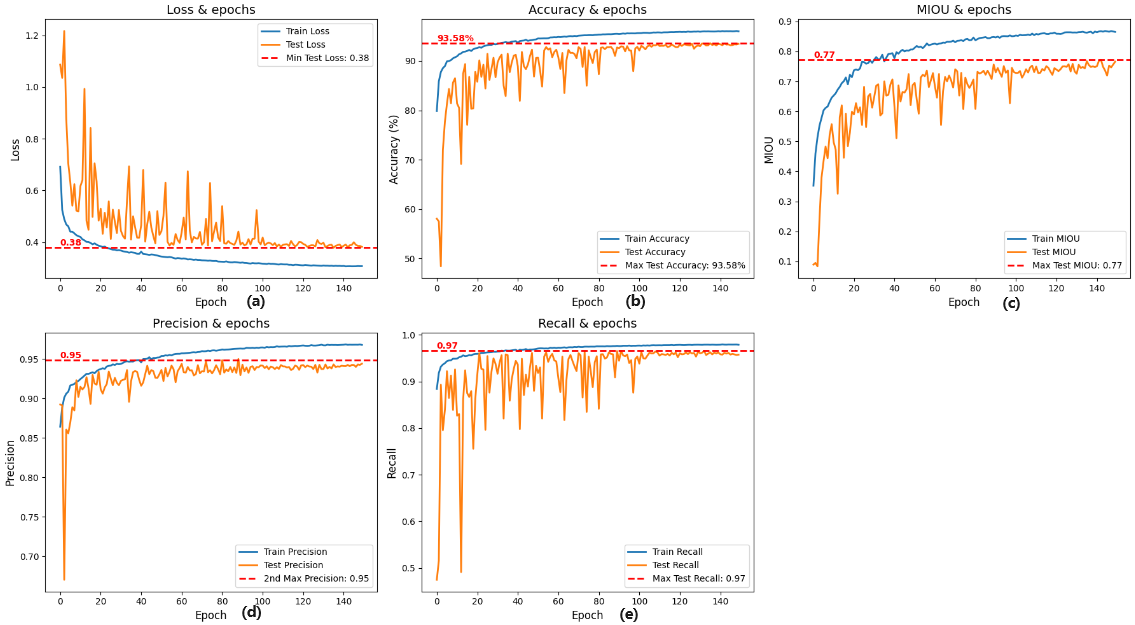 Loss & epochs
1.2
1.0
0.8
0.6
0.4
Loss
0.38
Train Loss
Test Loss
Min Test Loss: 0.38
0 20 40 60 80 100 120 140
Epoch
(a)
Accuracy & epochs
90
80
70
60
50
Accuracy (%)
93.58%
Train Accuracy
Test Accuracy
Max Test Accuracy: 93.58%
0 20 40 60 80 100 120 140
Epoch
(b)
MIOU & epochs
0.9
0.8
0.7
0.6
0.5
0.4
0.3
0.2
0.1
MIOU
0.77
Train MIOU
Test MIOU
Max Test MIOU: 0.77
0 20 40 60 80 100 120 140
Epoch
(c)
Precision & epochs
0.95
0.90
0.85
0.80
0.75
0.70
Precision
0.95
Train Precision
Test Precision
2nd Max Precision: 0.95
0 20 40 60 80 100 120 140
Epoch
(d)
Recall & epochs
1.0
0.9
0.8
0.7
0.6
0.5
Recall
0.97
Train Recall
Test Recall
Max Test Recall: 0.97
0 20 40 60 80 100 120 140
Epoch
(e)